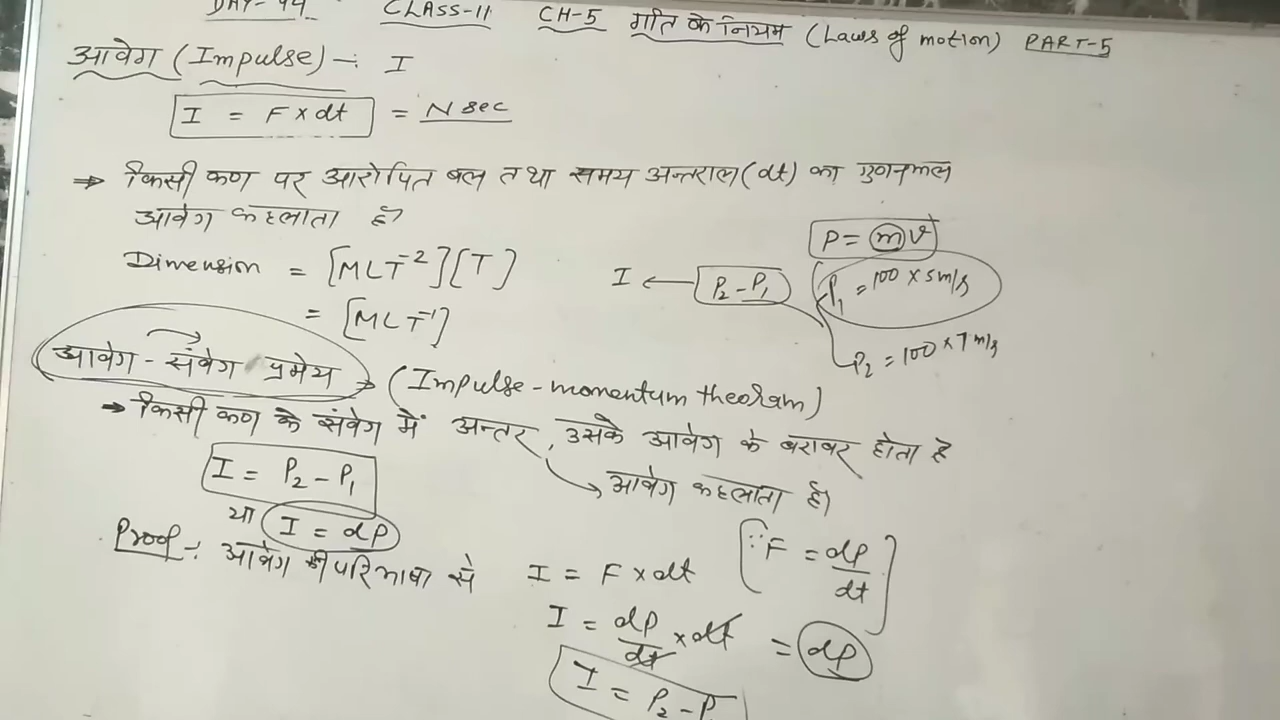 DAY-44 CLASS-11 CH-5 गति के नियम (Laws of motion) PART-5
आवेग (Impulse) -: I
I = F x dt = N sec
→ किसी कण पर आरोपित बल तथा समय अन्तराल (dt) का गुणनफल
आवेग कहलाता है
Dimension = [MLT⁻²][T]
= [MLT⁻¹]
P = mv
I ← P₂ - P₁
P₁ = 100 x 5 m/s
P₂ = 100 x 7 m/s
आवेग - संवेग प्रमेय → (Impulse - momentum theoram)
→ किसी कण के संवेग में अन्तर, उसके आवेग के बराबर होता है
→ आवेग कहलाता है।
I = P₂ - P₁
या I = dp
Proof -: आवेग की परिभाषा से I = F x dt [∵ F = dp/dt]
I = dp/dt x dt = dp
I = P₂ - P₁